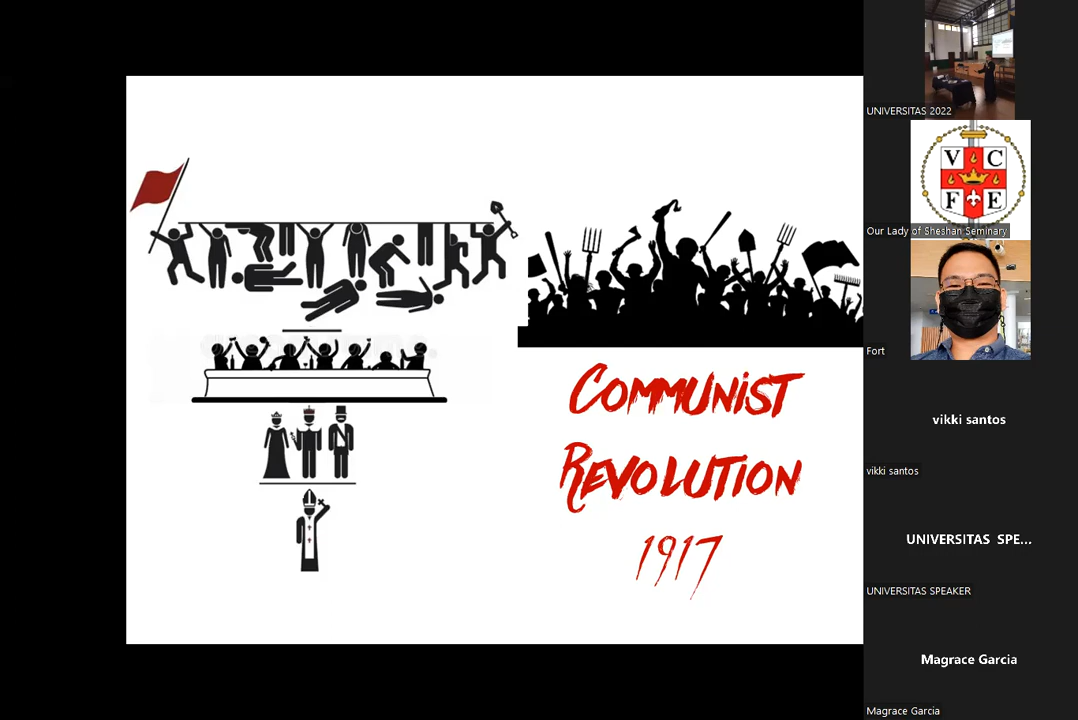 COMMUNIST
REVOLUTION
1917
UNIVERSITAS 2022
V C
F E
Our Lady of Sheshan Seminary
Fort
vikki santos
vikki santos
UNIVERSITAS SPE...
UNIVERSITAS SPEAKER
Magrace Garcia
Magrace Garcia